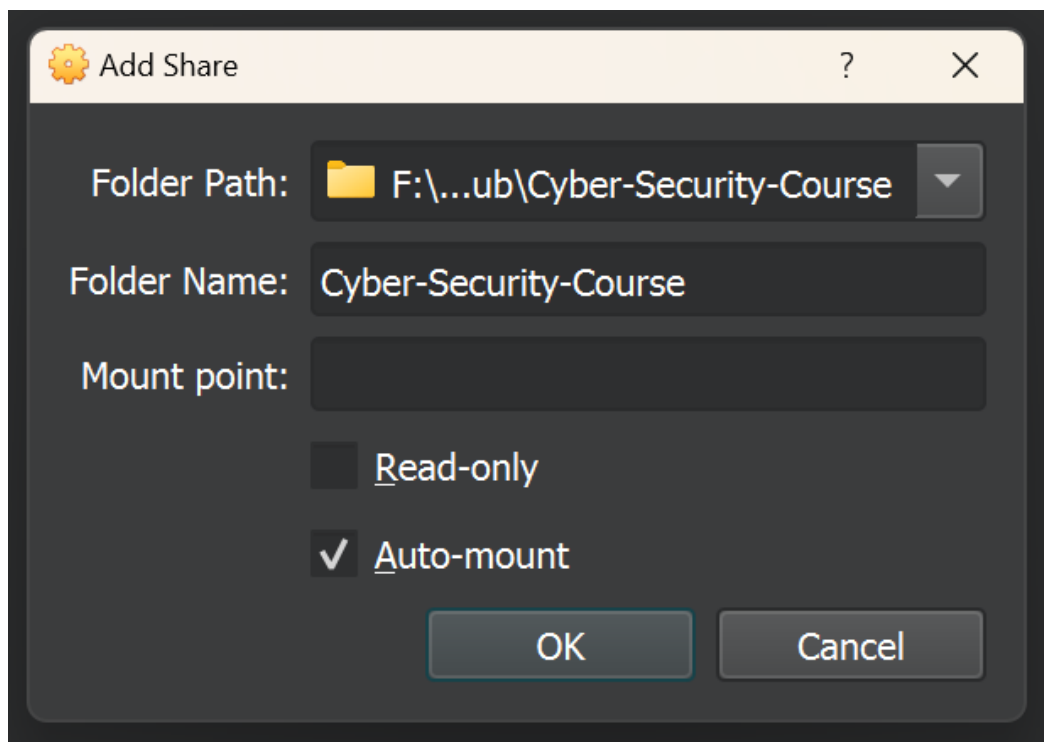 Add Share ?
Folder Path: F:\...ub\Cyber-Security-Course
Folder Name: Cyber-Security-Course
Mount point:
Read-only
Auto-mount
OK Cancel